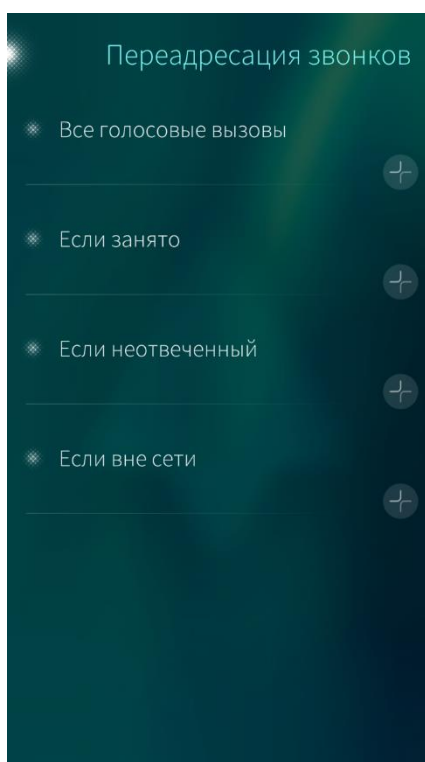 Переадресация звонков
Все голосовые вызовы
Если занято
Если неотвеченный
Если вне сети